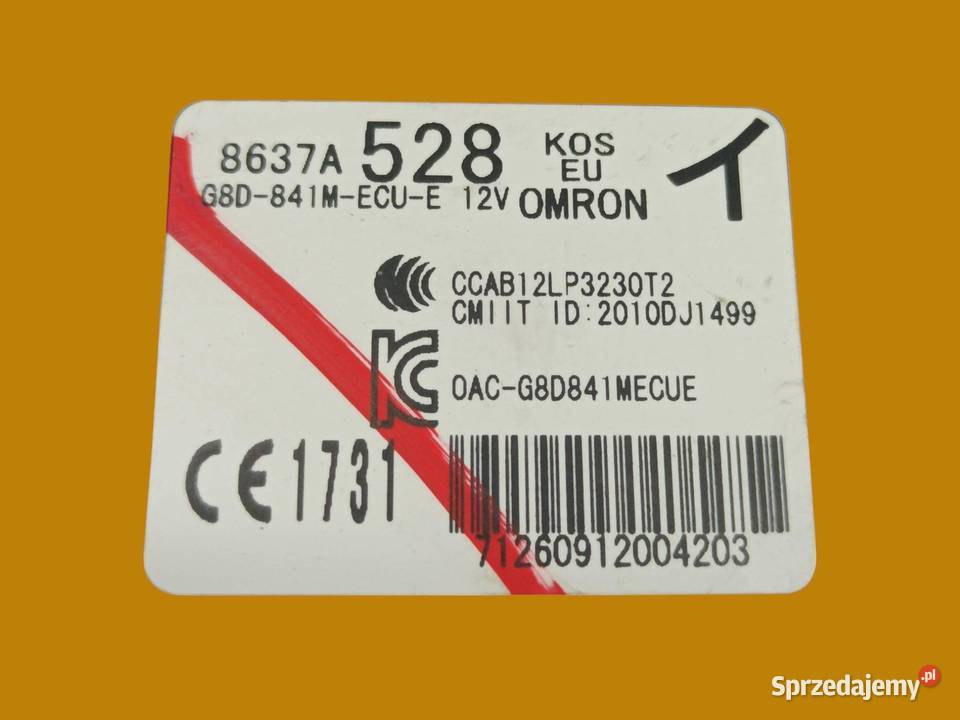 8637A 528 KOS
EU
G8D-841M-ECU-E 12V OMRON
イ
CCAB12LP3230T2
CMIIT ID:2010DJ1499
KC
OAC-G8D841MECUE
CE1731
71260912004203
Sprzedajemy.pl